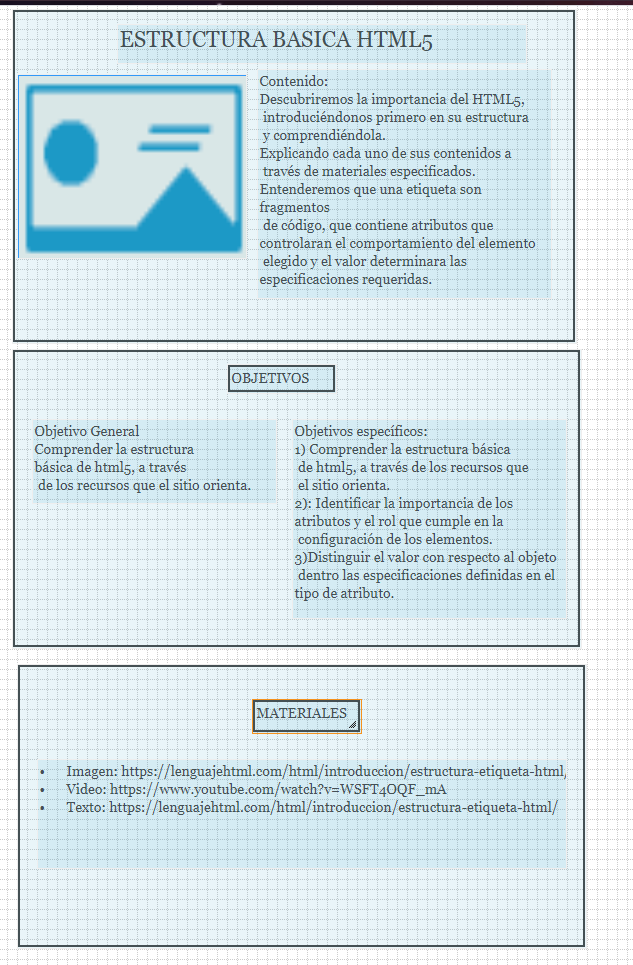 ESTRUCTURA BASICA HTML5
Contenido:
Descubriremos la importancia del HTML5,
introduciéndonos primero en su estructura
y comprendiéndola.
Explicando cada uno de sus contenidos a
través de materiales especificados.
Entenderemos que una etiqueta son
fragmentos
de código, que contiene atributos que
controlaran el comportamiento del elemento
elegido y el valor determinara las
especificaciones requeridas.
OBJETIVOS
Objetivo General
Comprender la estructura
básica de html5, a través
de los recursos que el sitio orienta.
Objetivos específicos:
1) Comprender la estructura básica
de html5, a través de los recursos que
el sitio orienta.
2): Identificar la importancia de los
atributos y el rol que cumple en la
configuración de los elementos.
3)Distinguir el valor con respecto al objeto
dentro las especificaciones definidas en el
tipo de atributo.
MATERIALES
• Imagen: https://lenguajehtml.com/html/introduccion/estructura-etiqueta-html/
• Video: https://www.youtube.com/watch?v=WSFT4OQF_mA
• Texto: https://lenguajehtml.com/html/introduccion/estructura-etiqueta-html/